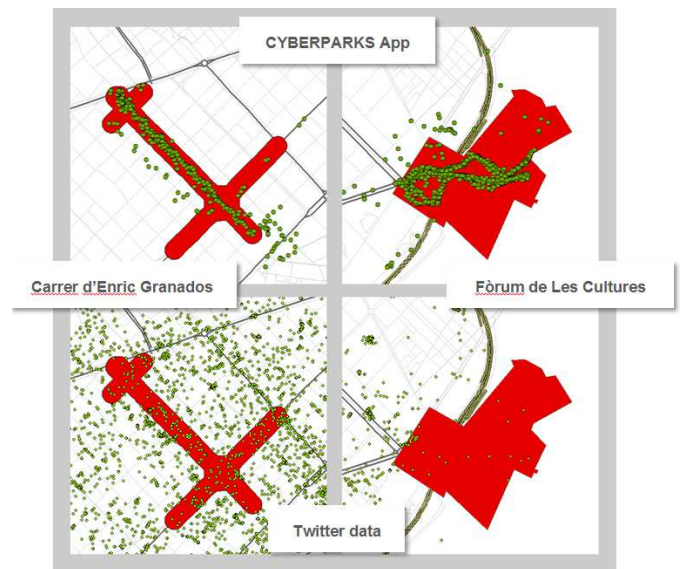 CYBERPARKS App
Carrer d'Enric Granados
Fòrum de Les Cultures
Twitter data